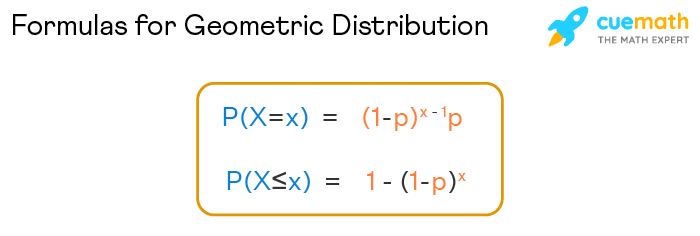 Formulas for Geometric Distribution
cuemath
THE MATH EXPERT
P(X=x) = (1-p)ˣ ⁻ ¹p
P(X≤x) = 1 - (1-p)ˣ